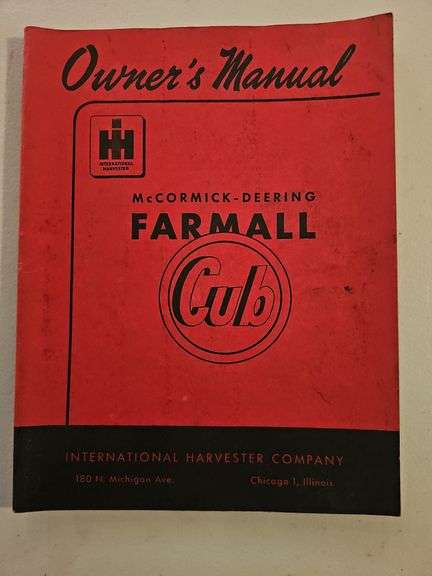 Owner's Manual
IH
INTERNATIONAL
HARVESTER
McCORMICK-DEERING
FARMALL
Cub
INTERNATIONAL HARVESTER COMPANY
180 N. Michigan Ave. Chicago 1, Illinois